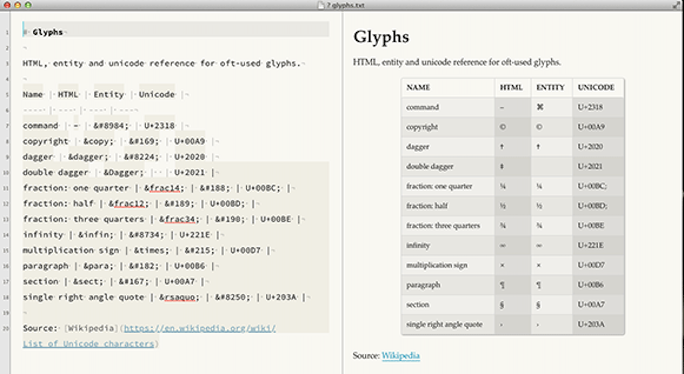 ? glyphs.txt
1 # Glyphs
2
3 HTML, entity and unicode reference for oft-used glyphs.
4
5 Name | HTML | Entity | Unicode |
6 ---- | --- | --- | ---
7 command | – | &#8984; | U+2318
8 copyright | &copy; | &#169; | U+00A9
9 dagger | &dagger; | &#8224; | U+2020
10 double dagger | &Dagger; | | U+2021 |
11 fraction: one quarter | &frac14; | &#188; | U+00BC; |
12 fraction: half | &frac12; | &#189; | U+00BD; |
13 fraction: three quarters | &frac34; | &#190; | U+00BE |
14 infinity | &infin; | &#8734 | U+221E |
15 multiplication sign | &times; | &#215; | U+00D7 |
16 paragraph | &para; | &#182; | U+00B6 |
17 section | &sect; | &#167; | U+00A7 |
18 single right angle quote | &rsaquo; | &#8250; | U+203A |
19
20 Source: [Wikipedia](https://en.wikipedia.org/wiki/
List_of_Unicode_characters)
Glyphs
HTML, entity and unicode reference for oft-used glyphs.
NAME HTML ENTITY UNICODE
command – ⌘ U+2318
copyright © © U+00A9
dagger † † U+2020
double dagger ‡ U+2021
fraction: one quarter ¼ ¼ U+00BC;
fraction: half ½ ½ U+00BD;
fraction: three quarters ¾ ¾ U+00BE
infinity ∞ ∞ U+221E
multiplication sign × × U+00D7
paragraph ¶ ¶ U+00B6
section § § U+00A7
single right angle quote › › U+203A
Source: Wikipedia